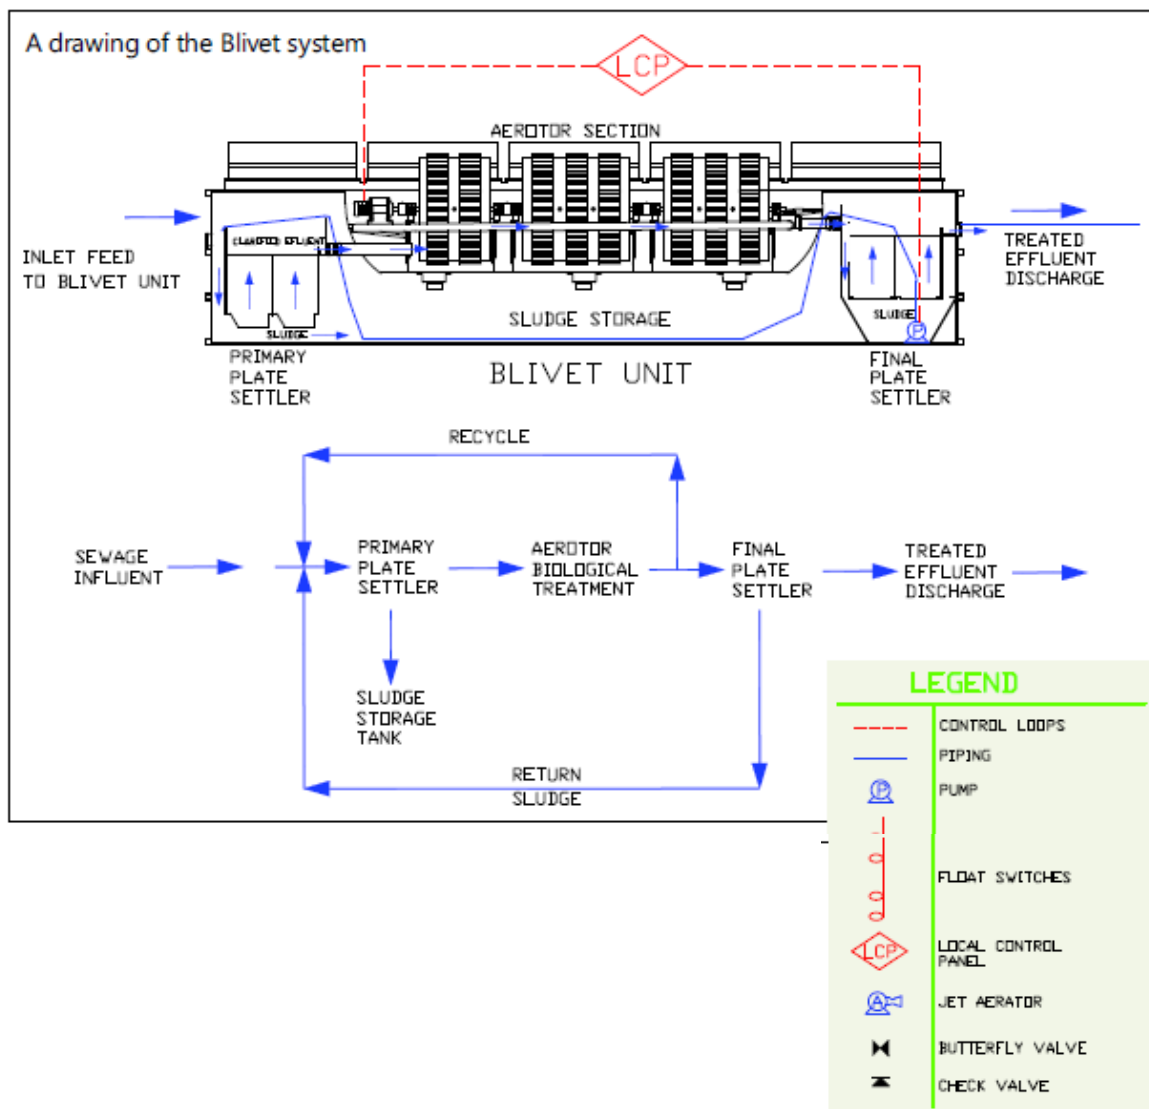 A drawing of the Blivet system
LCP
AEROTOR SECTION
INLET FEED
TO BLIVET UNIT
CLARIFIED EFFLUENT
TREATED
EFFLUENT
DISCHARGE
SLUDGE STORAGE
SLUDGE
SLUDGE
P
PRIMARY
PLATE
SETTLER
BLIVET UNIT
FINAL
PLATE
SETTLER
RECYCLE
SEWAGE
INFLUENT
PRIMARY
PLATE
SETTLER
AEROTOR
BIOLOGICAL
TREATMENT
FINAL
PLATE
SETTLER
TREATED
EFFLUENT
DISCHARGE
SLUDGE
STORAGE
TANK
RETURN
SLUDGE
LEGEND
CONTROL LOOPS
PIPING
P
PUMP
FLOAT SWITCHES
LCP
LOCAL CONTROL
PANEL
A
JET AERATOR
BUTTERFLY VALVE
CHECK VALVE